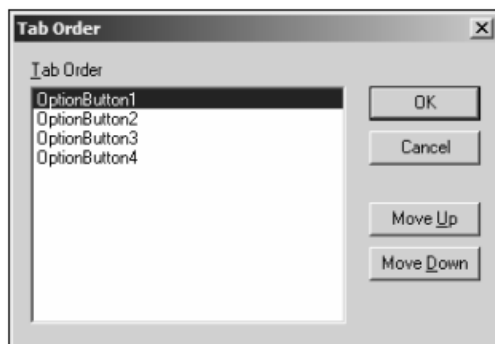 Tab Order
Tab Order
OptionButton1
OptionButton2
OptionButton3
OptionButton4
OK
Cancel
Move Up
Move Down